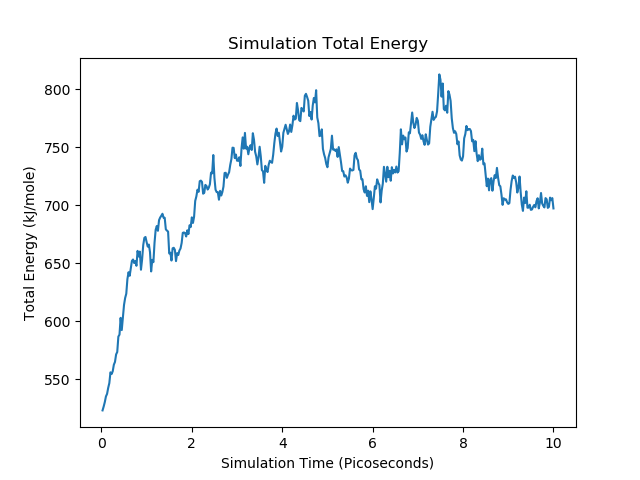 Simulation Total Energy
Total Energy (kJ/mole)
800
750
700
650
600
550
0 2 4 6 8 10
Simulation Time (Picoseconds)